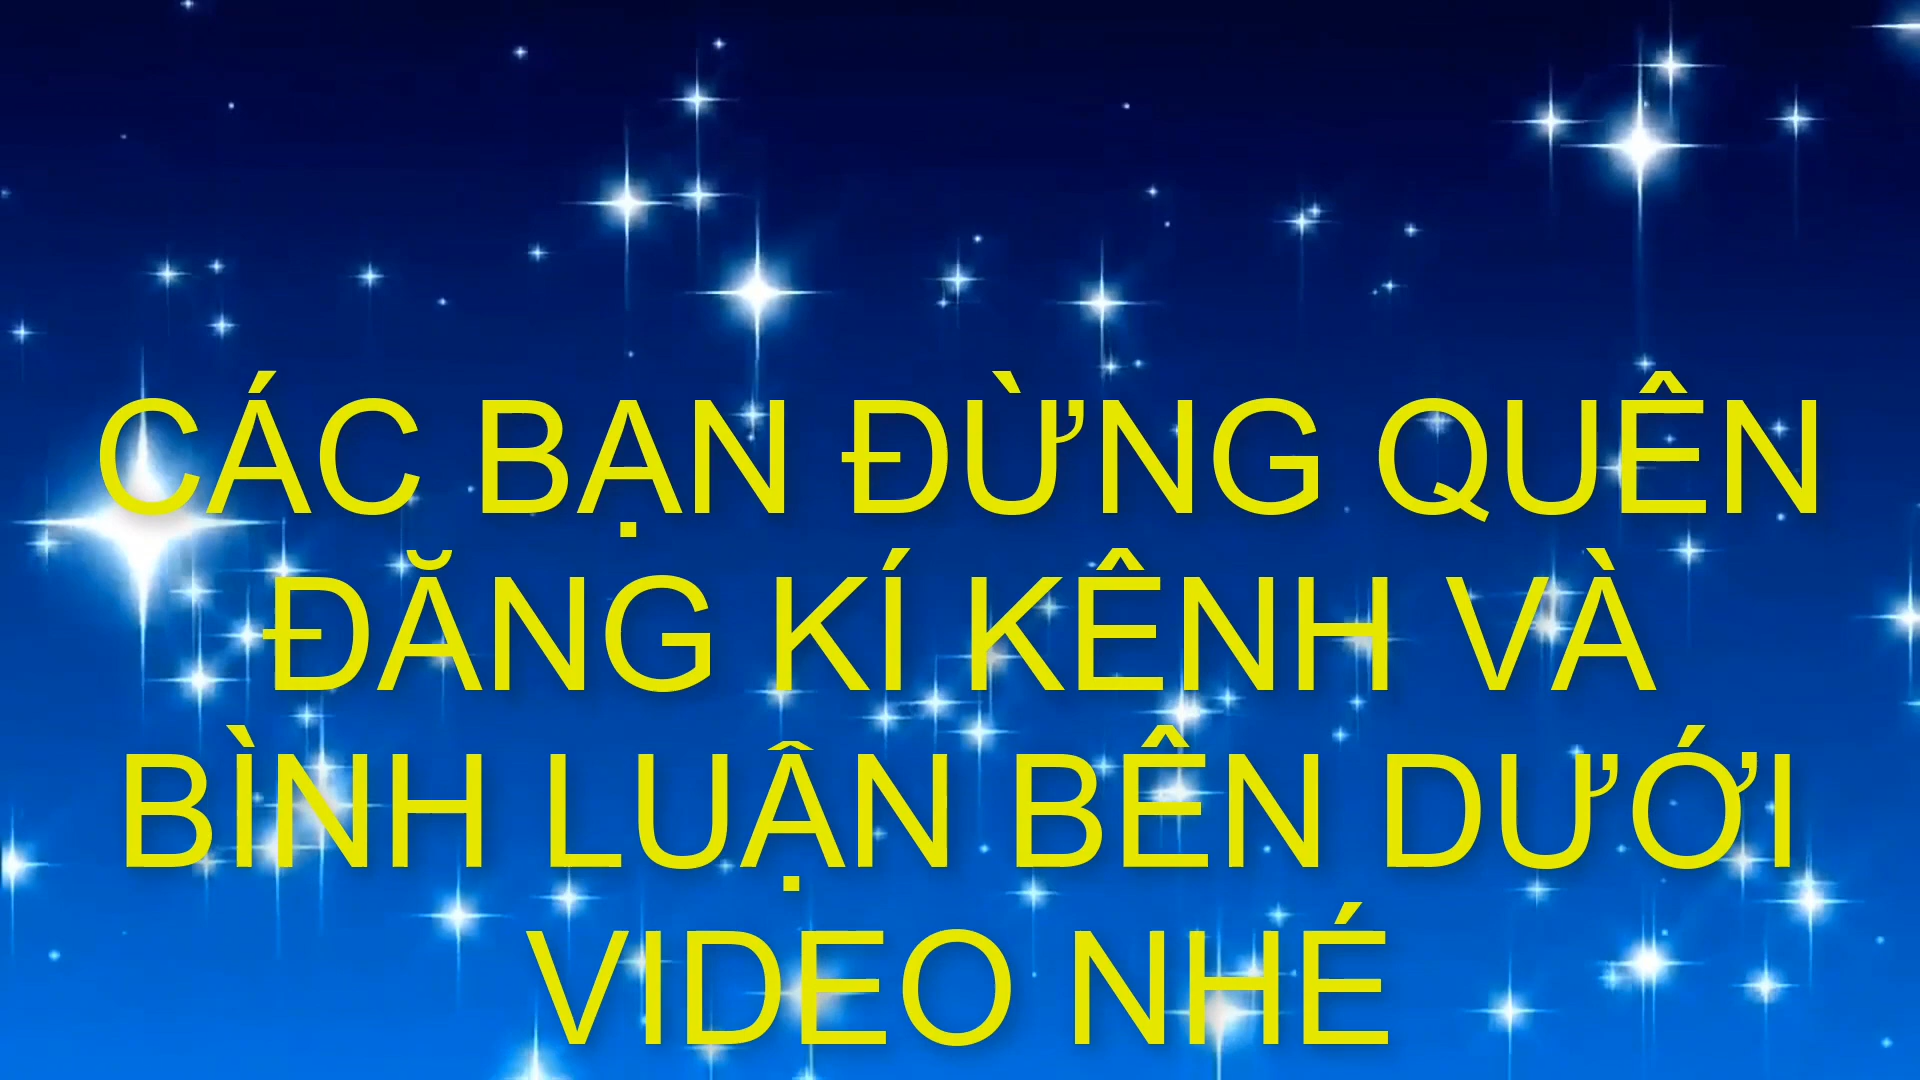 CÁC BẠN ĐỪNG QUÊN
ĐĂNG KÍ KÊNH VÀ
BÌNH LUẬN BÊN DƯỚI
VIDEO NHÉ